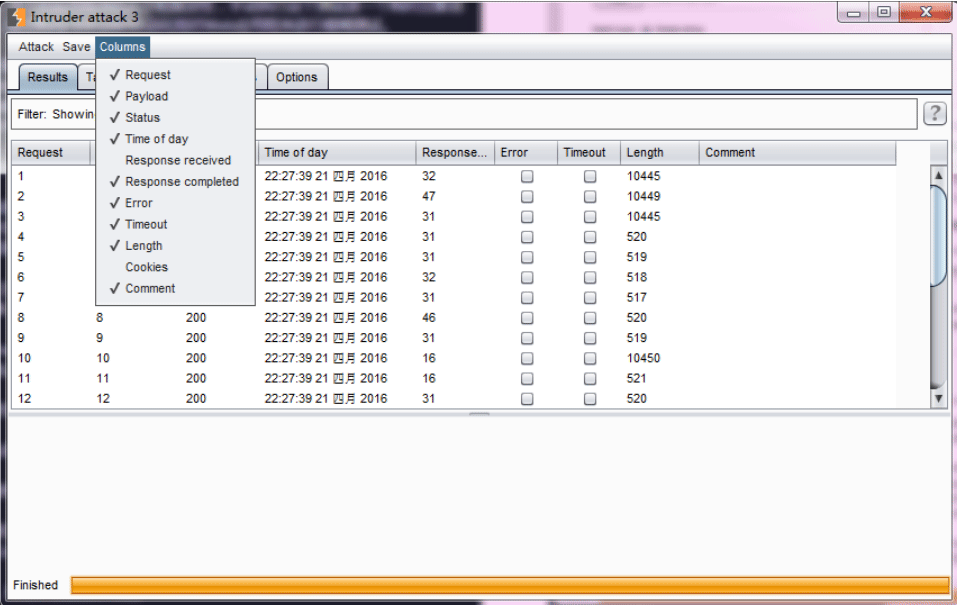 Intruder attack 3
Attack Save Columns
Results Ta Options
Filter: Showin ?
✓ Request
✓ Payload
✓ Status
✓ Time of day
Response received
✓ Response completed
✓ Error
✓ Timeout
✓ Length
Cookies
✓ Comment
Request Time of day Response... Error Timeout Length Comment
1 22:27:39 21 四月 2016 32 10445
2 22:27:39 21 四月 2016 47 10449
3 22:27:39 21 四月 2016 31 10445
4 22:27:39 21 四月 2016 31 520
5 22:27:39 21 四月 2016 31 519
6 22:27:39 21 四月 2016 32 518
7 22:27:39 21 四月 2016 31 517
8 8 200 22:27:39 21 四月 2016 46 520
9 9 200 22:27:39 21 四月 2016 31 519
10 10 200 22:27:39 21 四月 2016 16 10450
11 11 200 22:27:39 21 四月 2016 16 521
12 12 200 22:27:39 21 四月 2016 31 520
Finished